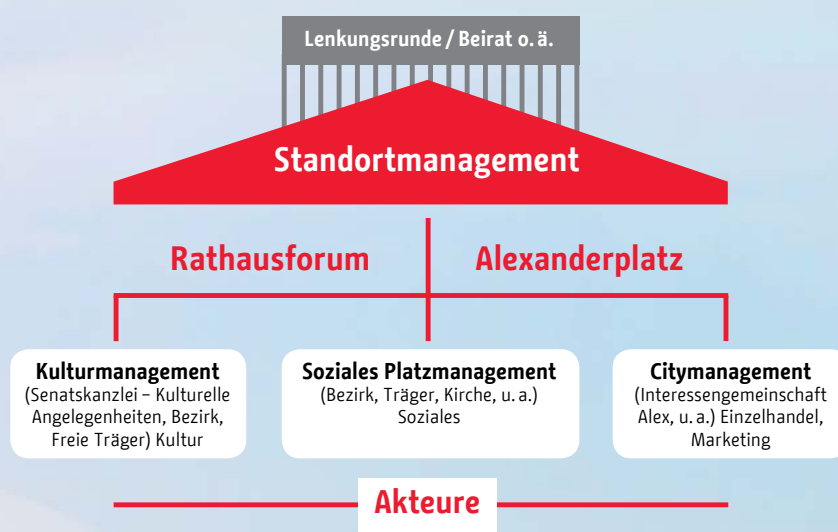 Lenkungsrunde / Beirat o. ä.
Standortmanagement
Rathausforum
Alexanderplatz
Kulturmanagement
(Senatskanzlei – Kulturelle
Angelegenheiten, Bezirk,
Freie Träger) Kultur
Soziales Platzmanagement
(Bezirk, Träger, Kirche, u. a.)
Soziales
Citymanagement
(Interessengemeinschaft
Alex, u. a.) Einzelhandel,
Marketing
Akteure